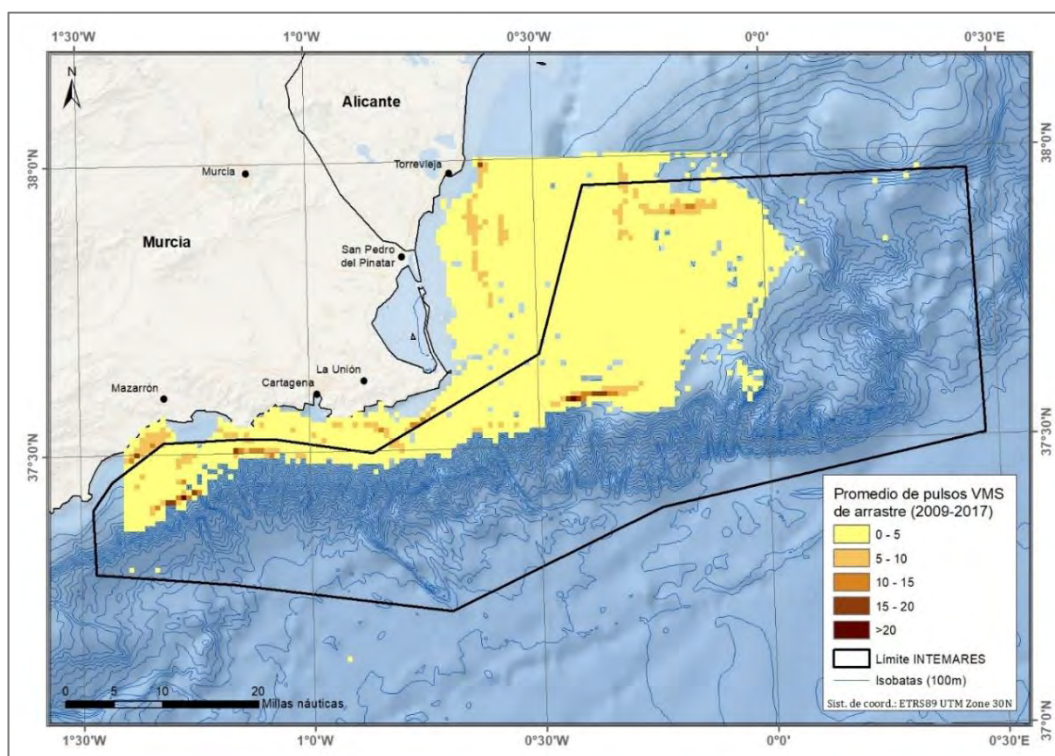 1°30'W
1°0'W
0°30'W
0°0'
0°30'E
N
Alicante
38°0'N
38°0'N
Murcia
Torrevieja
Murcia
San Pedro
del Pinatar
La Unión
Cartagena
Mazarrón
37°30'N
37°30'N
Promedio de pulsos VMS
de arrastre (2009-2017)
0 - 5
5 - 10
10 - 15
15 - 20
>20
Límite INTEMARES
Isobatas (100m)
Sist. de coord.: ETRS89 UTM Zone 30N
0 5 10 20
Millas náuticas
37°0'N
1°30'W
1°0'W
0°30'W
0°0'
0°30'E